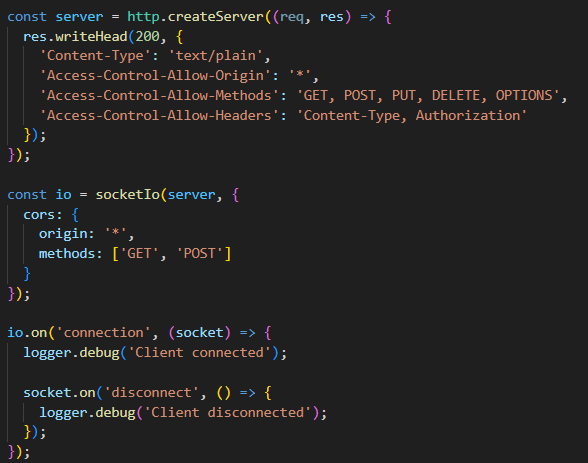 const server = http.createServer((req, res) => {
  res.writeHead(200, {
    'Content-Type': 'text/plain',
    'Access-Control-Allow-Origin': '*',
    'Access-Control-Allow-Methods': 'GET, POST, PUT, DELETE, OPTIONS',
    'Access-Control-Allow-Headers': 'Content-Type, Authorization'
  });
});

const io = socketIo(server, {
  cors: {
    origin: '*',
    methods: ['GET', 'POST']
  }
});

io.on('connection', (socket) => {
  logger.debug('Client connected');

  socket.on('disconnect', () => {
    logger.debug('Client disconnected');
  });
});